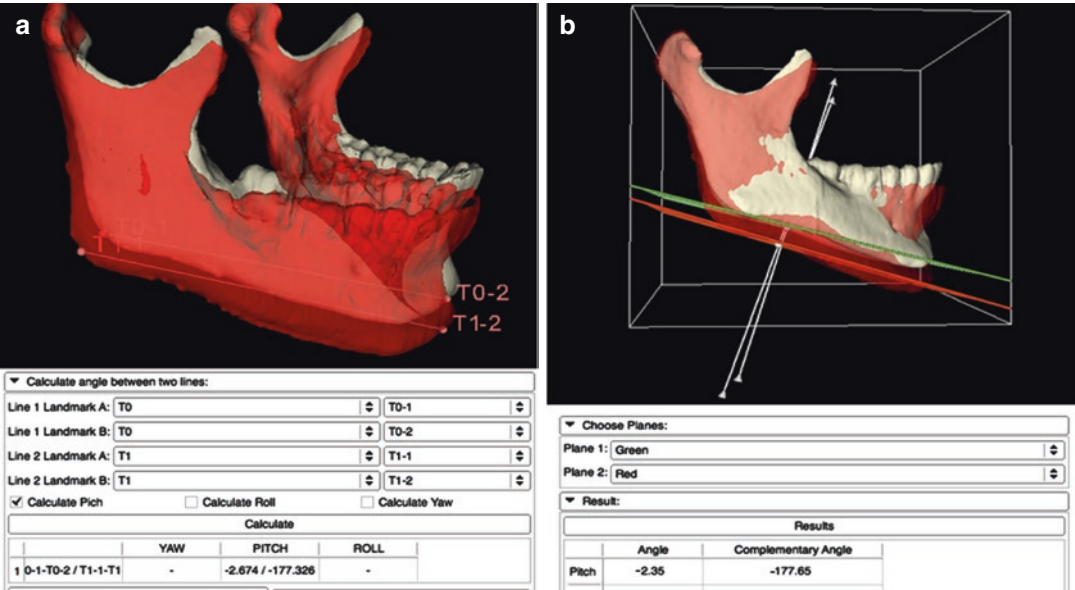 a
T0-1
T1-1
T0-2
T1-2
Calculate angle between two lines:
Line 1 Landmark A: T0 T0-1
Line 1 Landmark B: T0 T0-2
Line 2 Landmark A: T1 T1-1
Line 2 Landmark B: T1 T1-2
Calculate Pich Calculate Roll Calculate Yaw
Calculate
YAW PITCH ROLL
1 0-1-T0-2 / T1-1-T1 - -2.674 / -177.326 -
b
Choose Planes:
Plane 1: Green
Plane 2: Red
Result:
Results
Angle Complementary Angle
Pitch -2.35 -177.65